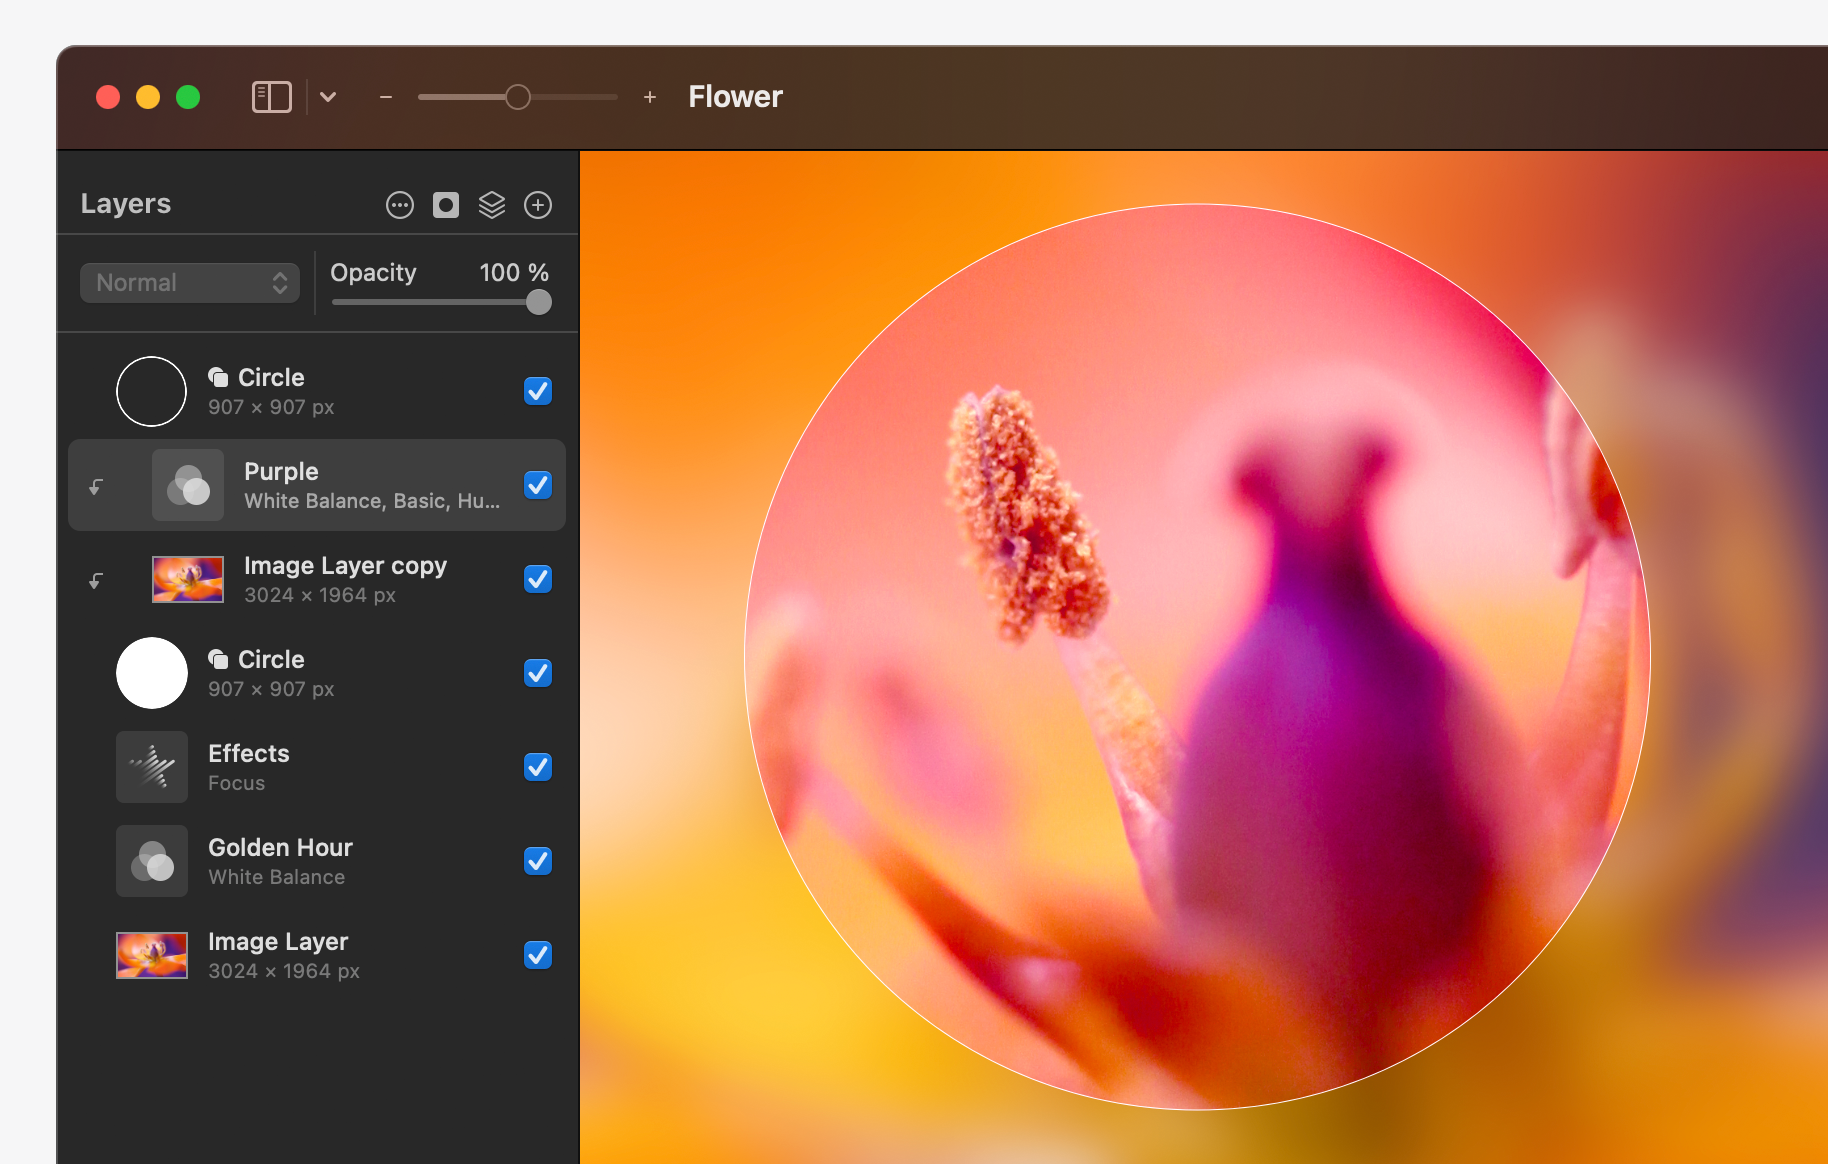 Flower
Layers
Normal
Opacity 100 %
Circle
907 × 907 px
Purple
White Balance, Basic, Hu...
Image Layer copy
3024 × 1964 px
Circle
907 × 907 px
Effects
Focus
Golden Hour
White Balance
Image Layer
3024 × 1964 px